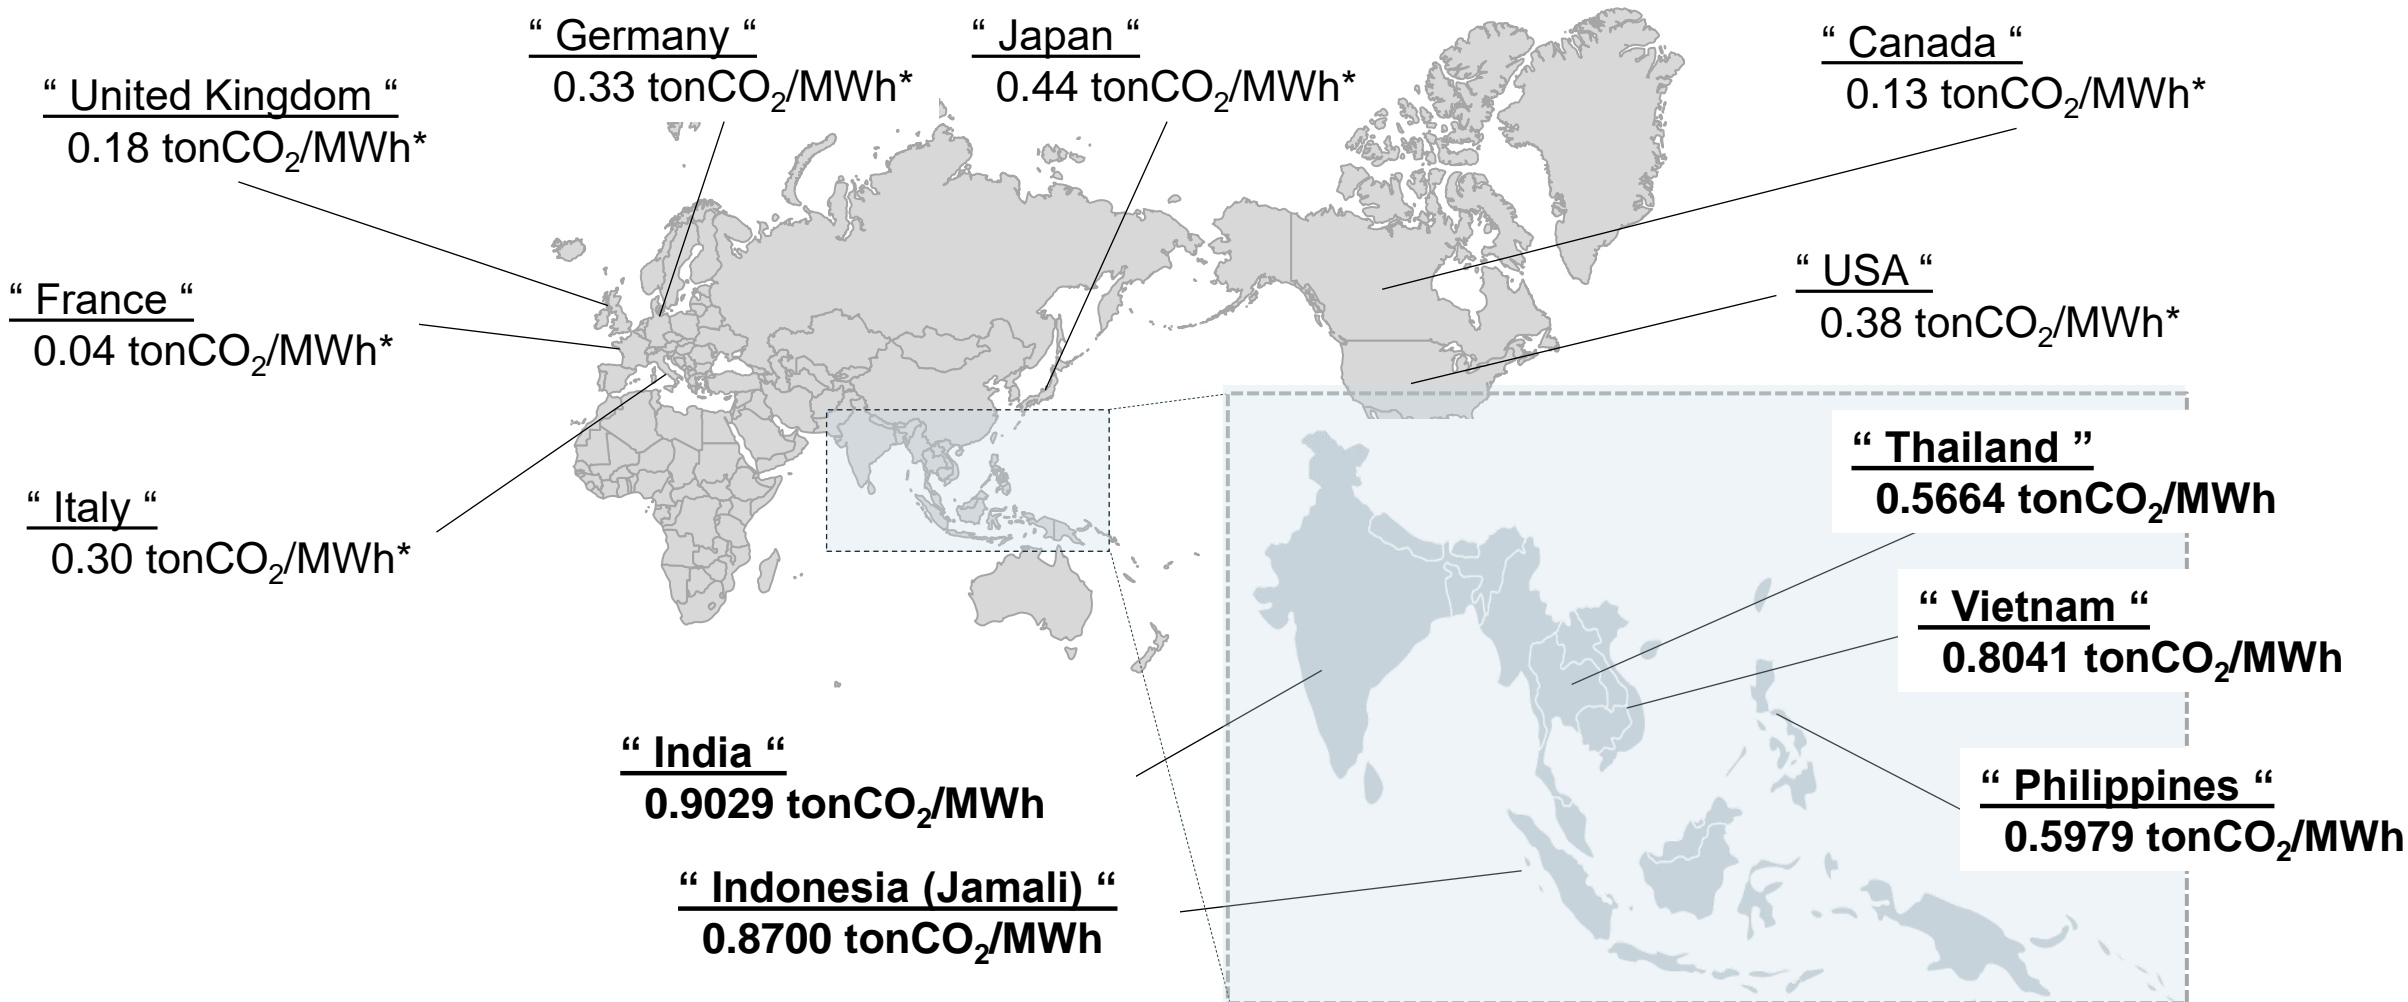 “ Germany “
0.33 tonCO₂/MWh*
“ Japan “
0.44 tonCO₂/MWh*
“ Canada “
0.13 tonCO₂/MWh*
“ United Kingdom “
0.18 tonCO₂/MWh*
“ USA “
0.38 tonCO₂/MWh*
“ France “
0.04 tonCO₂/MWh*
“ Italy “
0.30 tonCO₂/MWh*
“ Thailand ”
0.5664 tonCO₂/MWh
“ Vietnam “
0.8041 tonCO₂/MWh
“ India “
0.9029 tonCO₂/MWh
“ Philippines “
0.5979 tonCO₂/MWh
“ Indonesia (Jamali) “
0.8700 tonCO₂/MWh